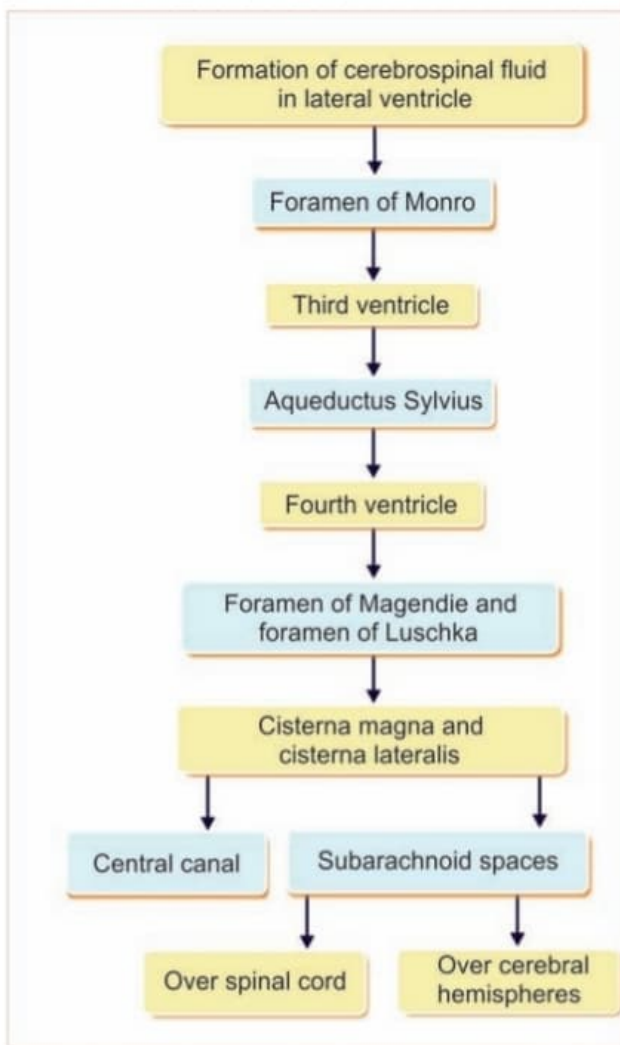 Formation of cerebrospinal fluid
in lateral ventricle
Foramen of Monro
Third ventricle
Aqueductus Sylvius
Fourth ventricle
Foramen of Magendie and
foramen of Luschka
Cisterna magna and
cisterna lateralis
Central canal
Subarachnoid spaces
Over spinal cord
Over cerebral
hemispheres